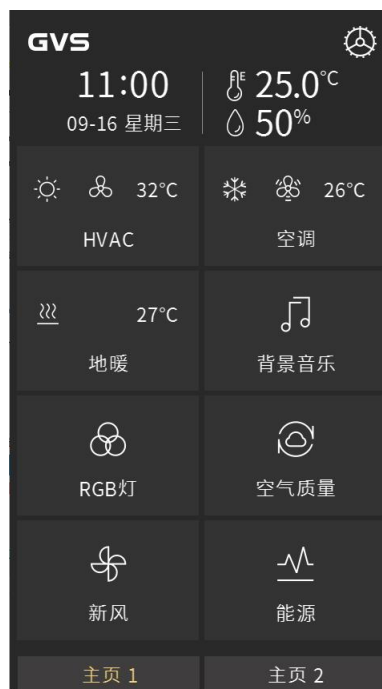 GVS
11:00
25.0°C
09-16 星期三
50%
32°C
26°C
HVAC
空调
27°C
地暖
背景音乐
RGB灯
空气质量
新风
能源
主页 1
主页 2